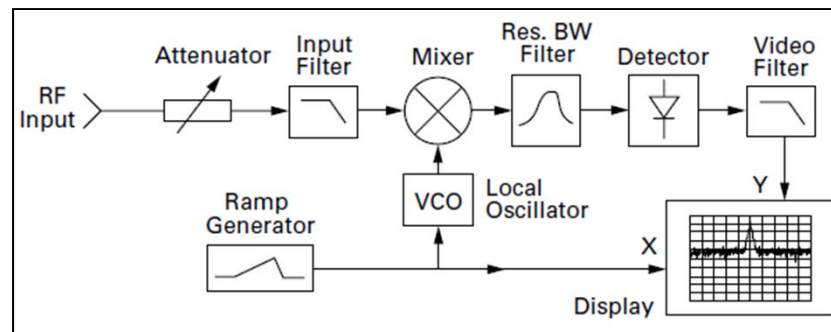 RF
Input
Attenuator
Input
Filter
Mixer
Res. BW
Filter
Detector
Video
Filter
Ramp
Generator
VCO
Local
Oscillator
X
Y
Display